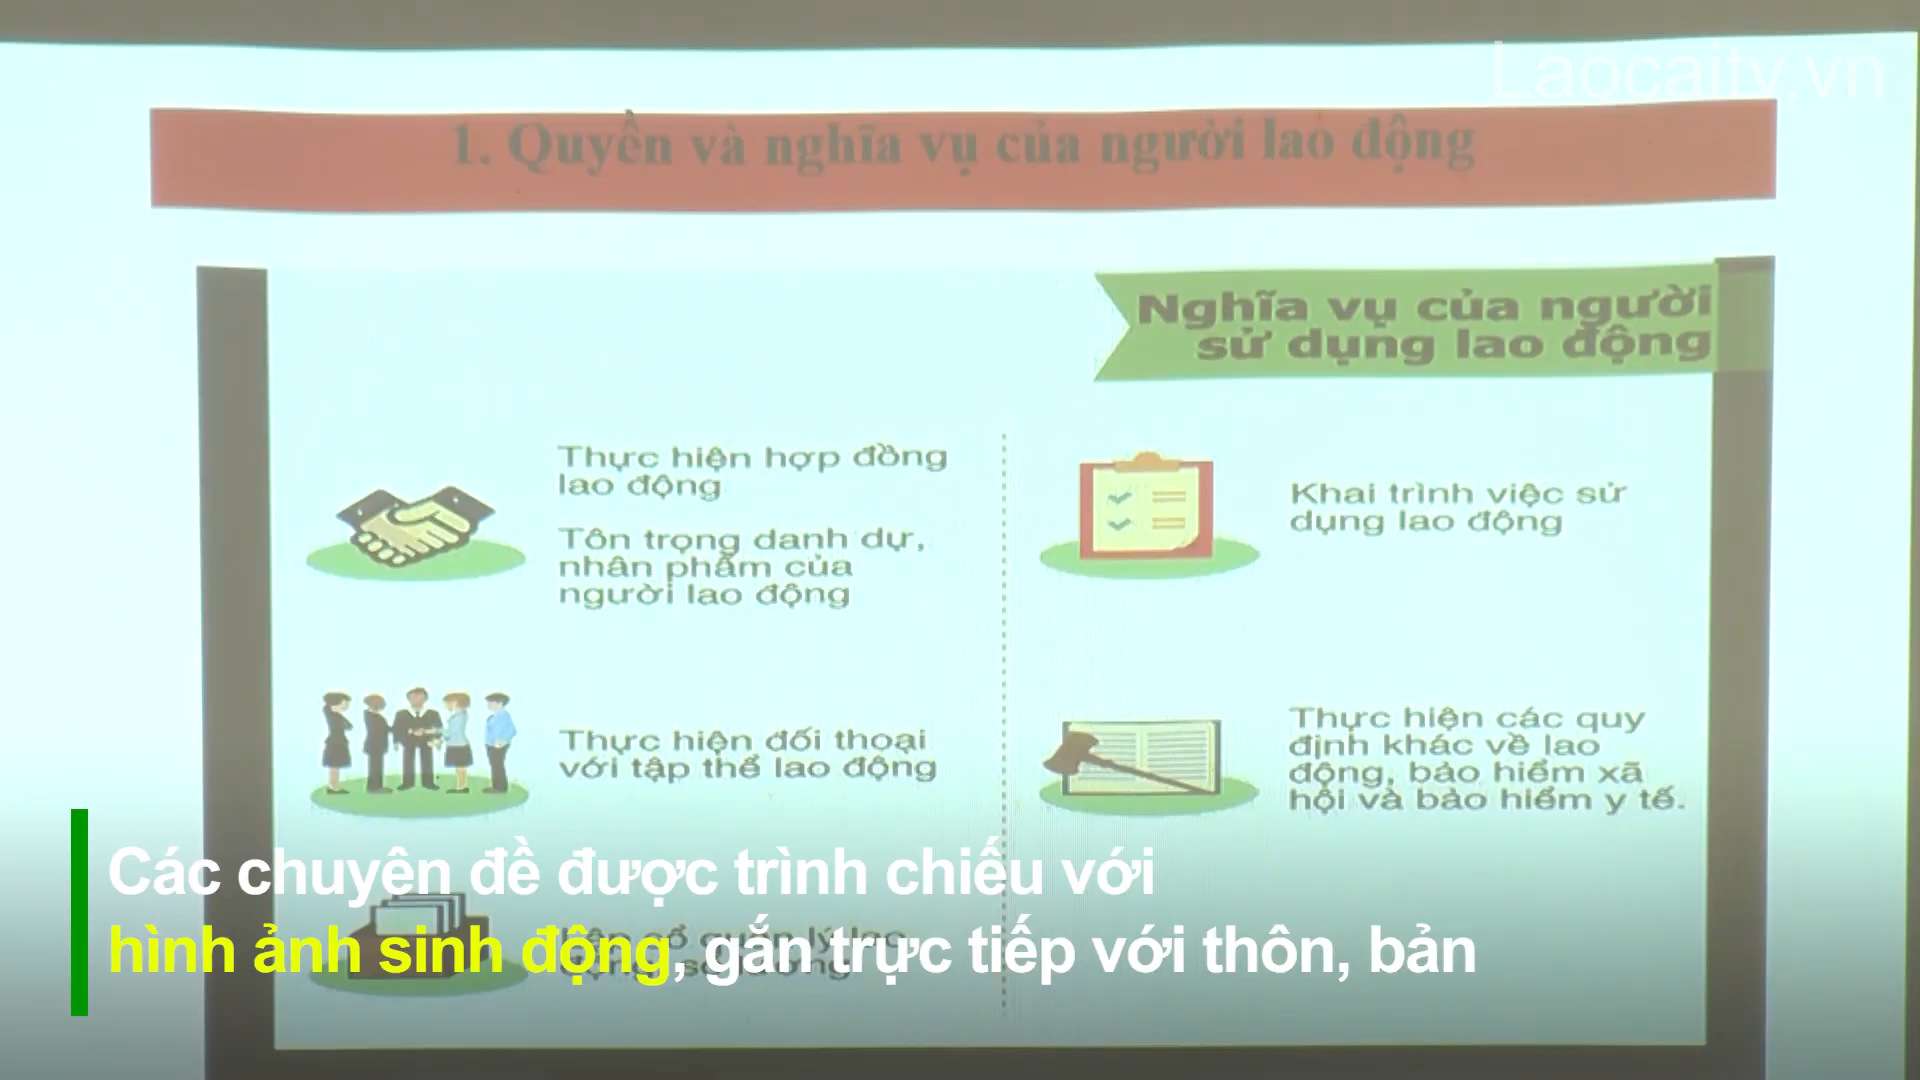 Laocaitv.vn
1. Quyền và nghĩa vụ của người lao động
Nghĩa vụ của người
sử dụng lao động
Thực hiện hợp đồng
lao động
Tôn trọng danh dự,
nhân phẩm của
người lao động
Khai trình việc sử
dụng lao động
Thực hiện đối thoại
với tập thể lao động
Thực hiện các quy
định khác về lao
động, bảo hiểm xã
hội và bảo hiểm y tế.
sổ quản lý lao
Các chuyên đề được trình chiếu với
hình ảnh sinh động, gắn trực tiếp với thôn, bản